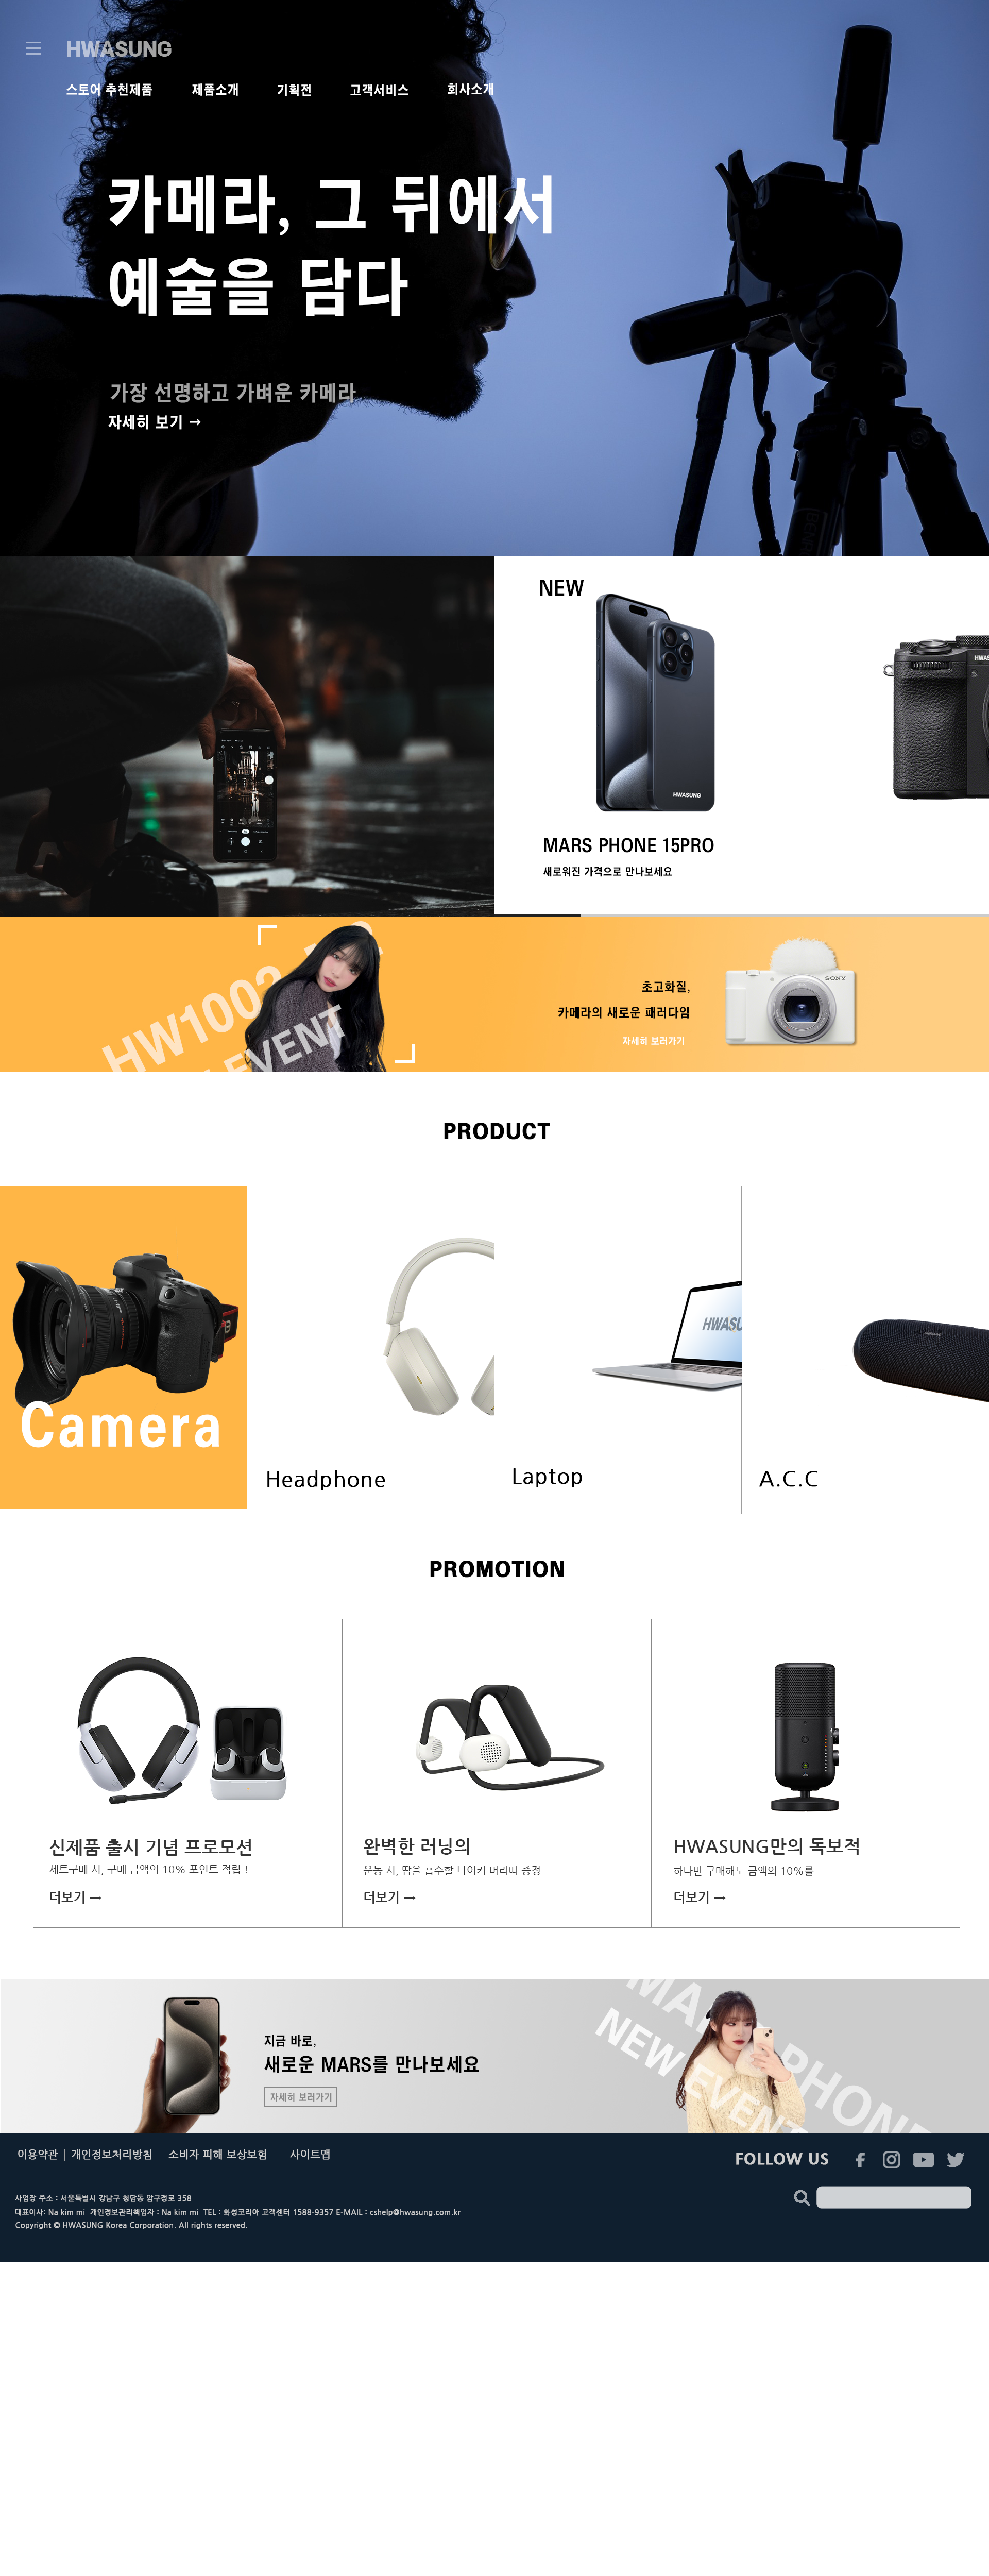 HWASUNG
스토어 추천제품 제품소개 기획전 고객서비스 회사소개
카메라, 그 뒤에서
예술을 담다
가장 선명하고 가벼운 카메라
자세히 보기 →
NEW
HWASUNG
MARS PHONE 15PRO
새로워진 가격으로 만나보세요
HW1003
EVENT
초고화질,
카메라의 새로운 패러다임
자세히 보러가기
SONY
PRODUCT
Camera
Headphone
HWASU
Laptop
A.C.C
PROMOTION
신제품 출시 기념 프로모션
세트구매 시, 구매 금액의 10% 포인트 적립 !
더보기 →
완벽한 러닝의
운동 시, 땀을 흡수할 나이키 머리띠 증정
더보기 →
HWASUNG만의 독보적
하나만 구매해도 금액의 10%를
더보기 →
지금 바로,
새로운 MARS를 만나보세요
자세히 보러가기
PHONE
NEW EVENT
이용약관 | 개인정보처리방침 | 소비자 피해 보상보험 | 사이트맵
FOLLOW US
사업장 주소 : 서울특별시 강남구 청담동 압구정로 358
대표이사: Na kim mi 개인정보관리책임자 : Na kim mi TEL : 화성코리아 고객센터 1588-9357 E-MAIL : cshelp@hwasung.com.kr
Copyright © HWASUNG Korea Corporation. All rights reserved.